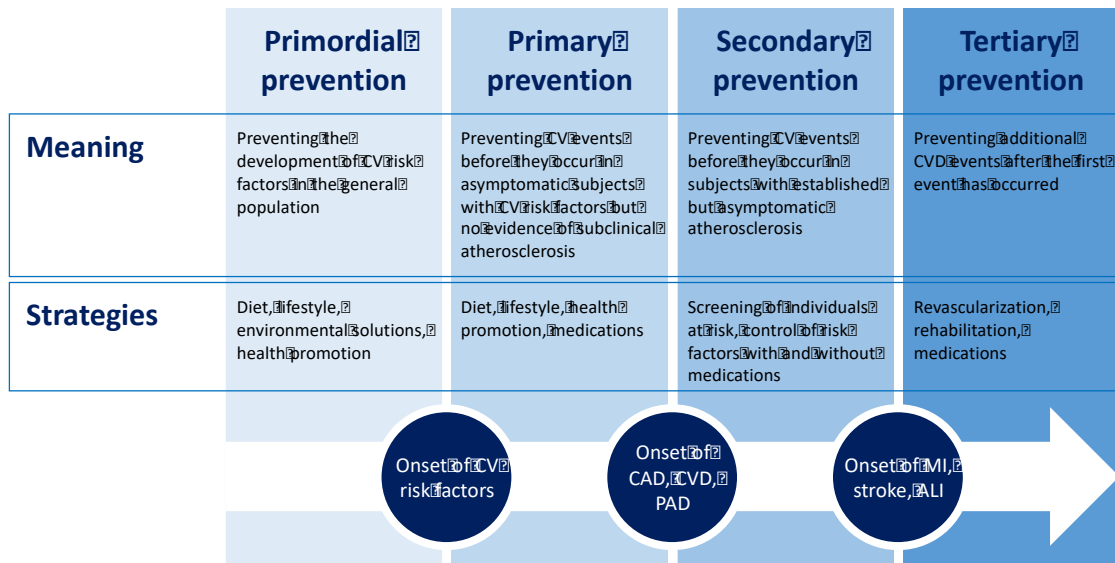 Primordial
prevention
Primary
prevention
Secondary
prevention
Tertiary
prevention
Meaning
Preventing the
development of CV risk
factors in the general
population
Preventing CV events
before they occur in
asymptomatic subjects
with CV risk factors but
no evidence of subclinical
atherosclerosis
Preventing CV events
before they occur in
subjects with established
but asymptomatic
atherosclerosis
Preventing additional
CVD events after the first
event has occurred
Strategies
Diet, lifestyle,
environmental solutions,
health promotion
Diet, lifestyle, health
promotion, medications
Screening of individuals
at risk, control of risk
factors with and without
medications
Revascularization,
rehabilitation,
medications
Onset of CV
risk factors
Onset of
CAD, CVD,
PAD
Onset of MI,
stroke, ALI